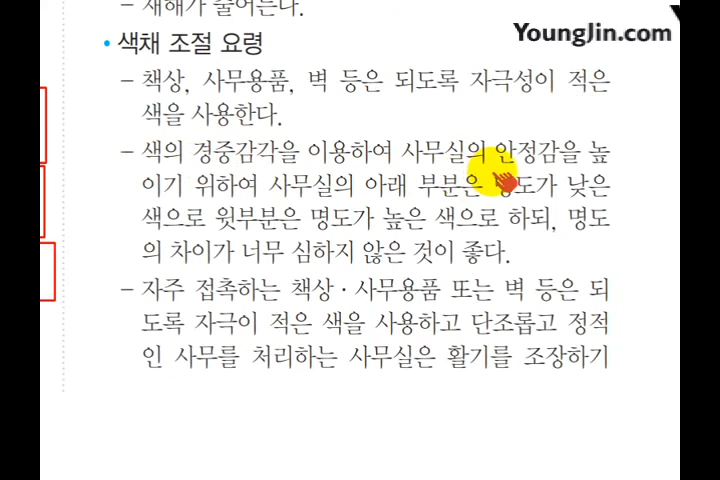 - 재해가 줄어든다.
YoungJin.com
• 색채 조절 요령
- 책상, 사무용품, 벽 등은 되도록 자극성이 적은
색을 사용한다.
- 색의 경중감각을 이용하여 사무실의 안정감을 높
이기 위하여 사무실의 아래 부분은 명도가 낮은
색으로 윗부분은 명도가 높은 색으로 하되, 명도
의 차이가 너무 심하지 않은 것이 좋다.
- 자주 접촉하는 책상·사무용품 또는 벽 등은 되
도록 자극이 적은 색을 사용하고 단조롭고 정적
인 사무를 처리하는 사무실은 활기를 조장하기